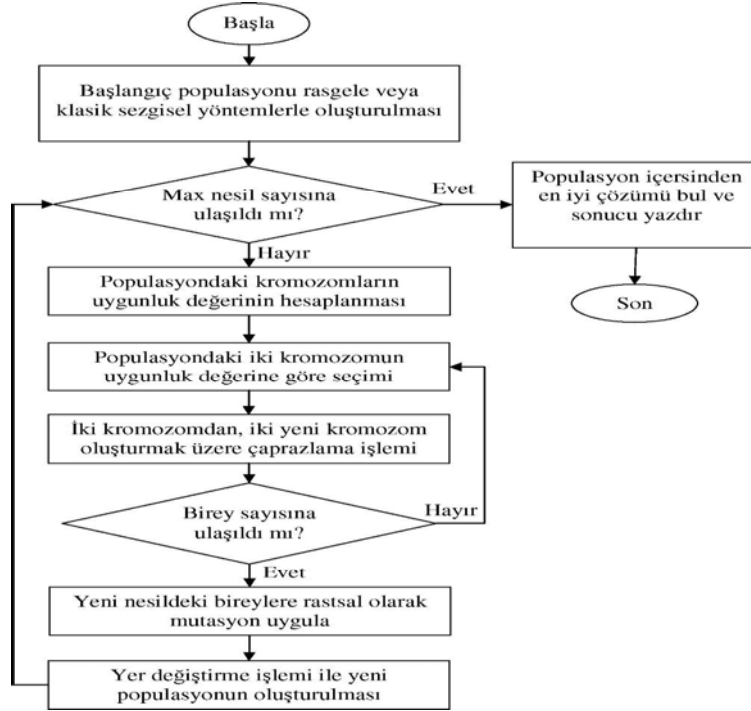 Başla
Başlangıç populasyonu rasgele veya
klasik sezgisel yöntemlerle oluşturulması
Max nesil sayısına
ulaşıldı mı?
Evet
Populasyon içersinden
en iyi çözümü bul ve
sonucu yazdır
Son
Hayır
Populasyondaki kromozomların
uygunluk değerinin hesaplanması
Populasyondaki iki kromozomun
uygunluk değerine göre seçimi
İki kromozomdan, iki yeni kromozom
oluşturmak üzere çaprazlama işlemi
Birey sayısına
ulaşıldı mı?
Hayır
Evet
Yeni nesildeki bireylere rastsal olarak
mutasyon uygula
Yer değiştirme işlemi ile yeni
populasyonun oluşturulması